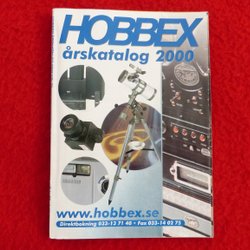 HOBBEX
årskatalog 2000
www.hobbex.se
Direktbokning 033-13 71 40 • Fax 033-14 02 75